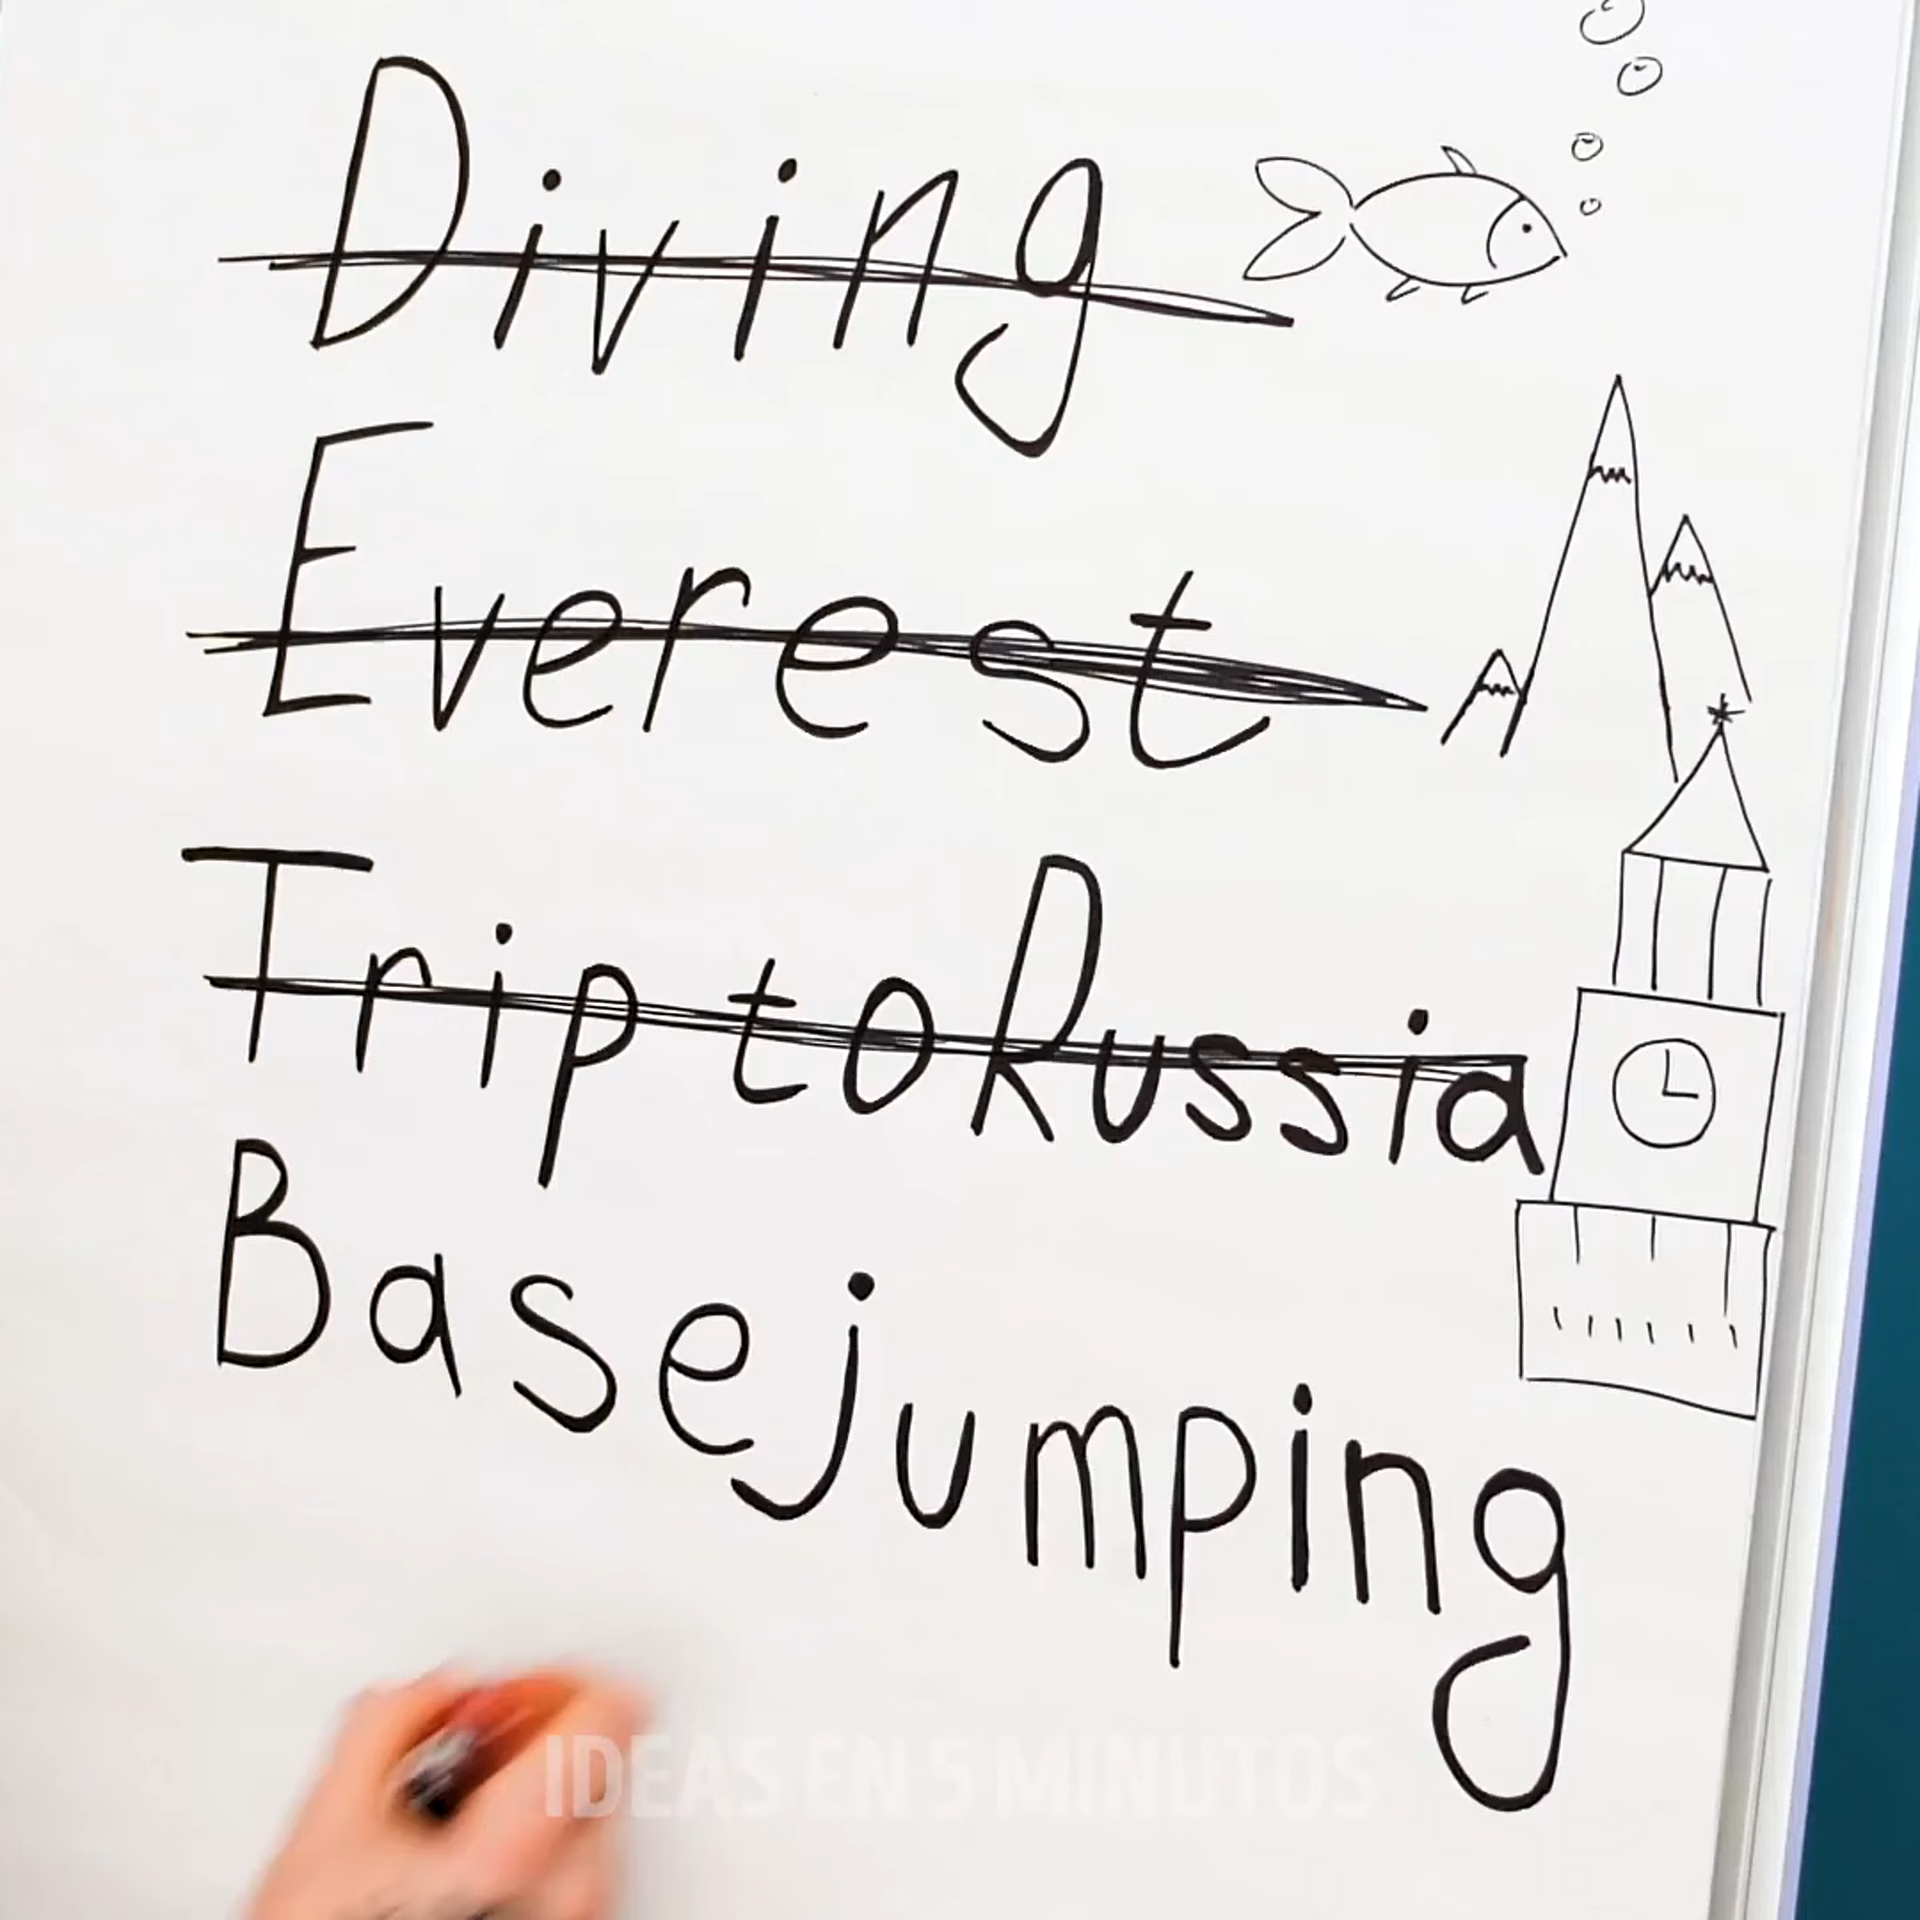 Diving
Everest
Trip to Russia
Basejumping
IDEAS EN 5 MINUTOS